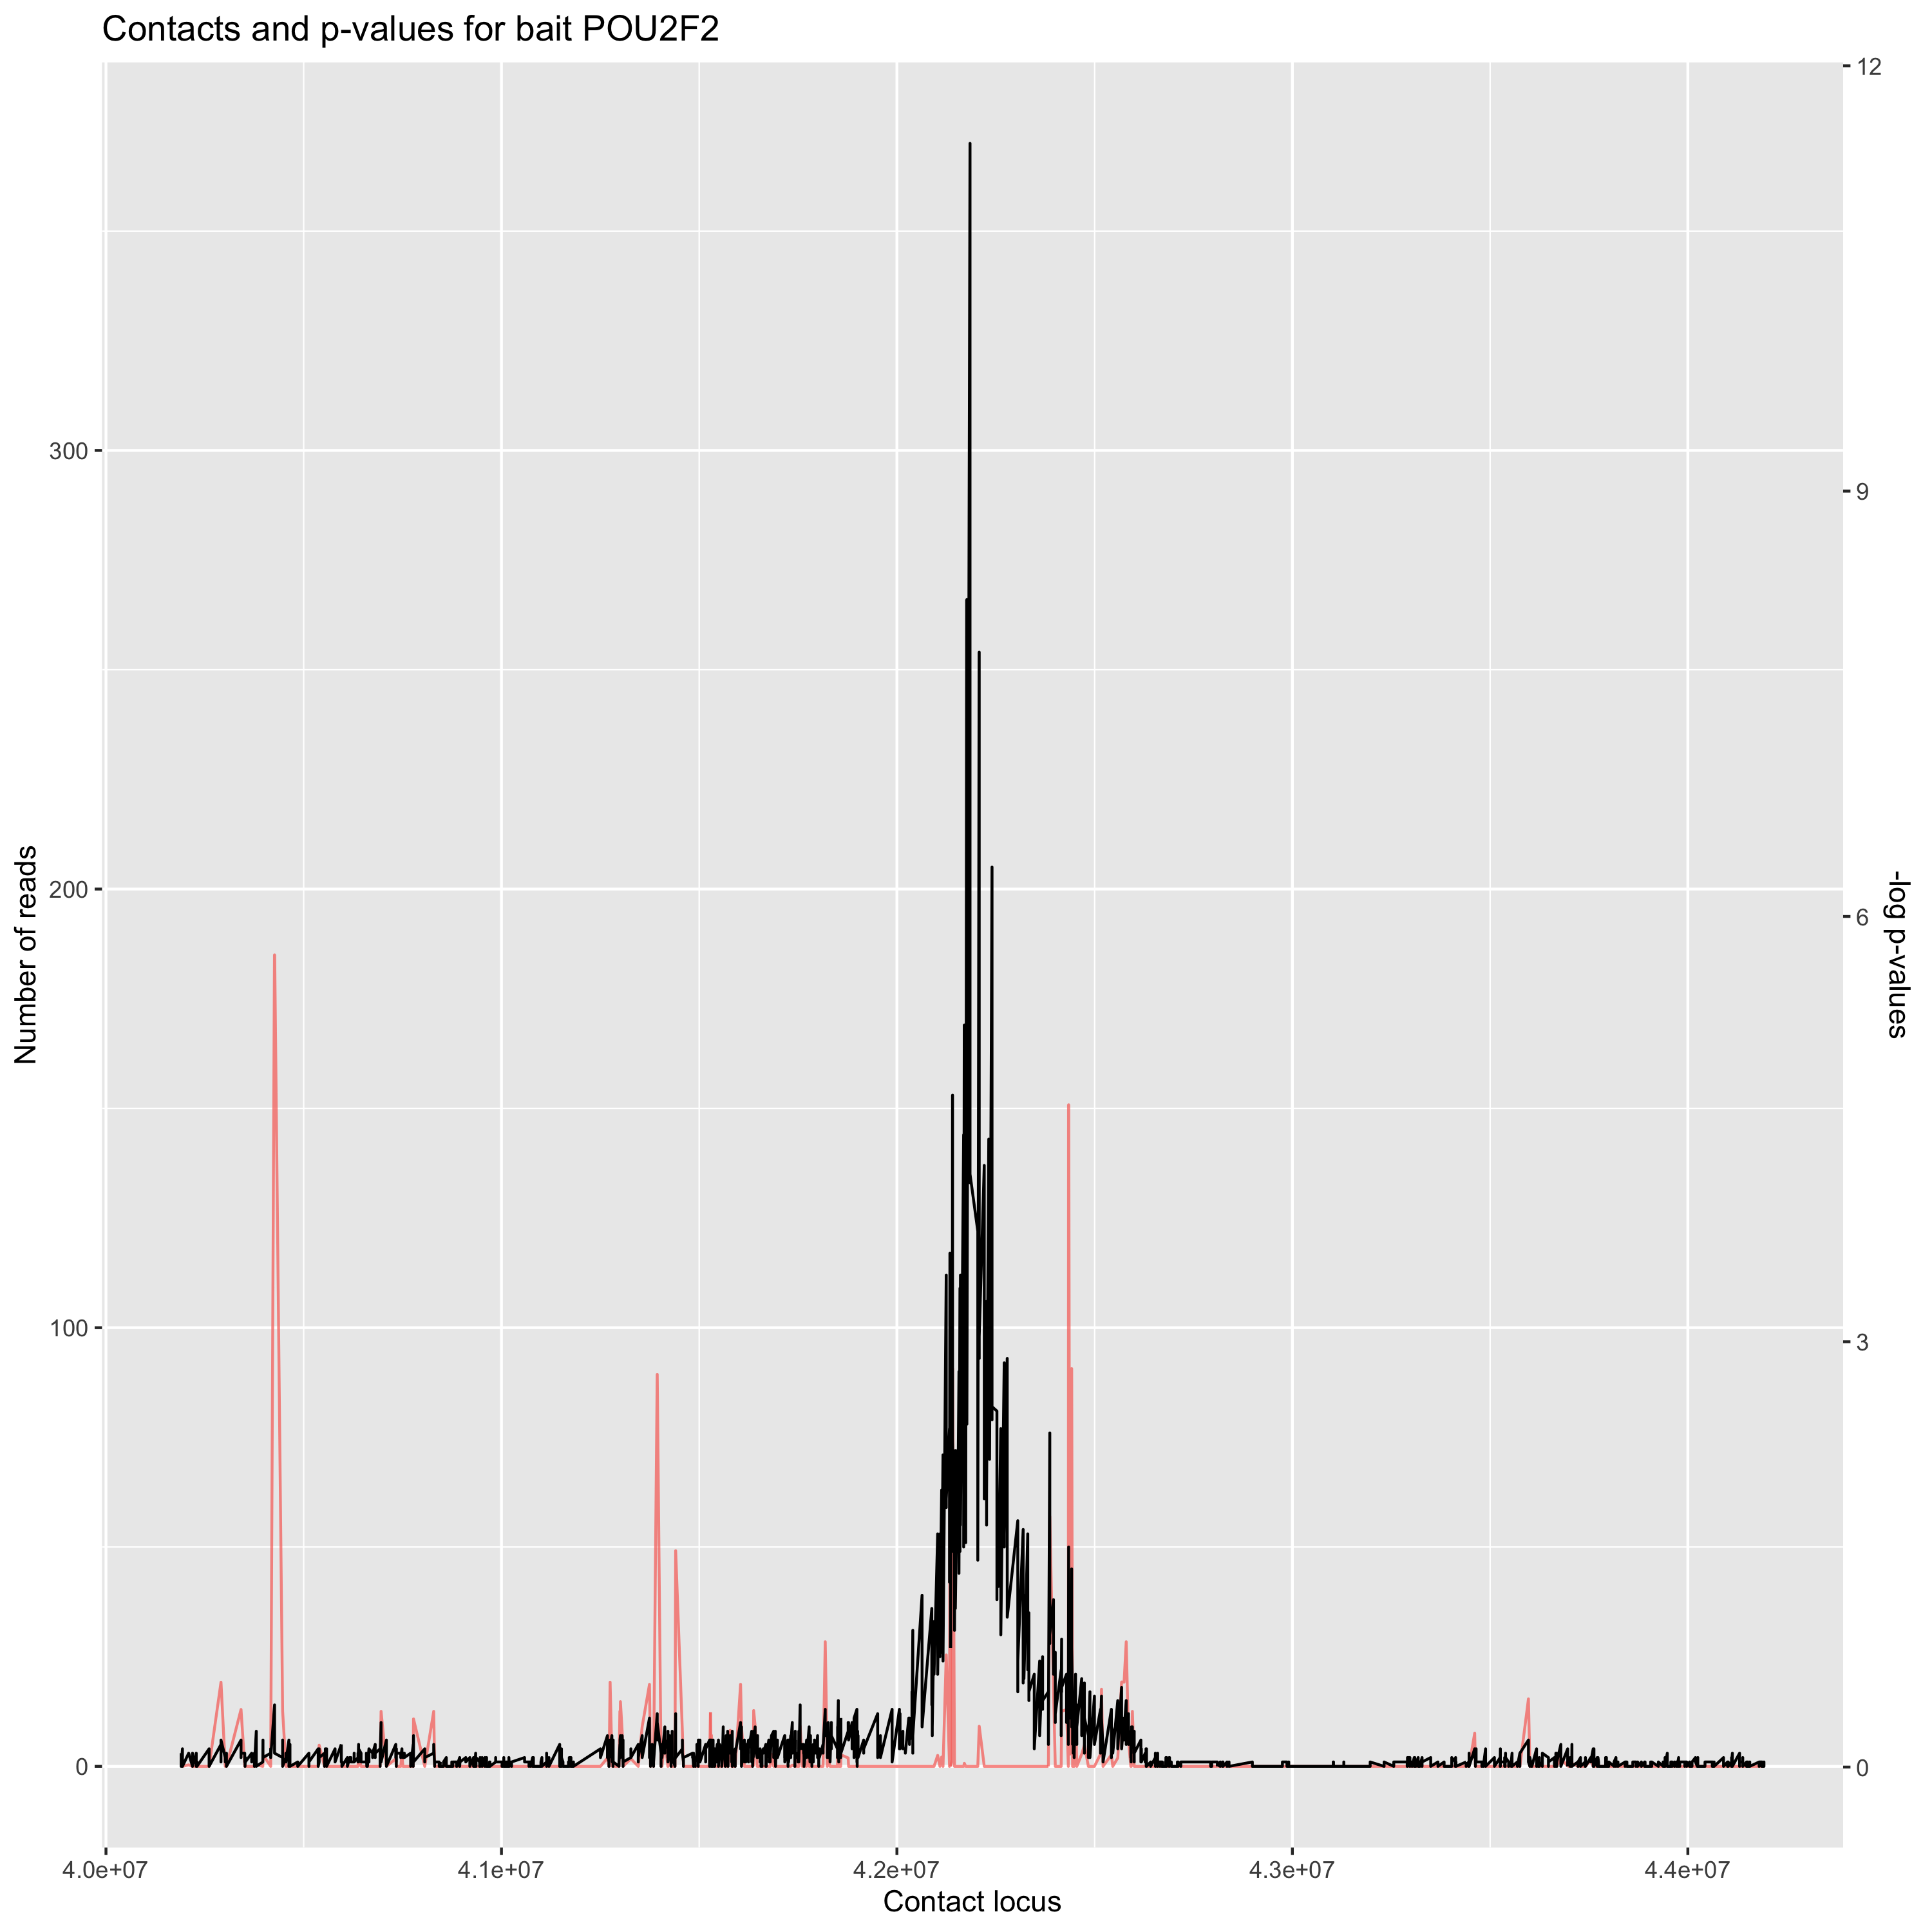 Contacts and p-values for bait POU2F2
12
9
6
3
0
300
200
100
0
Number of reads
-log p-values
4.0e+07
4.1e+07
4.2e+07
4.3e+07
4.4e+07
Contact locus